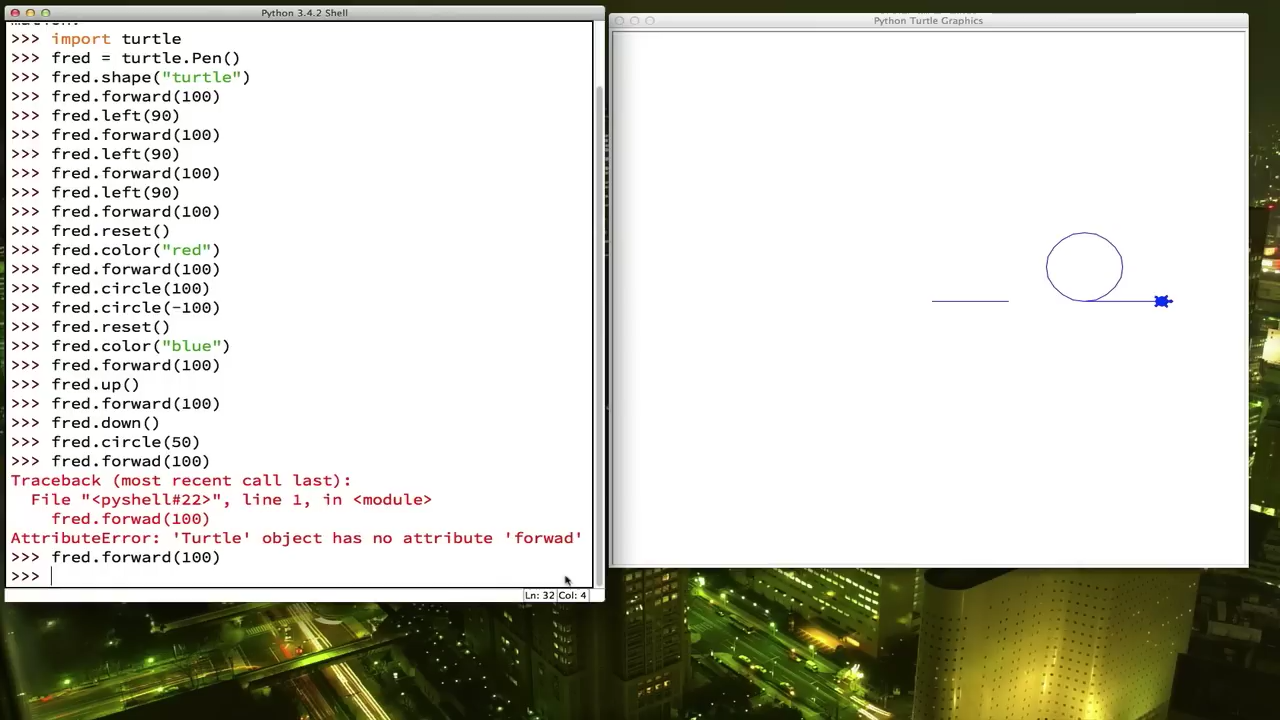 Python 3.4.2 Shell
>>> import turtle
>>> fred = turtle.Pen()
>>> fred.shape("turtle")
>>> fred.forward(100)
>>> fred.left(90)
>>> fred.forward(100)
>>> fred.left(90)
>>> fred.forward(100)
>>> fred.left(90)
>>> fred.forward(100)
>>> fred.reset()
>>> fred.color("red")
>>> fred.forward(100)
>>> fred.circle(100)
>>> fred.circle(-100)
>>> fred.reset()
>>> fred.color("blue")
>>> fred.forward(100)
>>> fred.up()
>>> fred.forward(100)
>>> fred.down()
>>> fred.circle(50)
>>> fred.forwad(100)
Traceback (most recent call last):
File "<pyshell#22>", line 1, in <module>
fred.forwad(100)
AttributeError: 'Turtle' object has no attribute 'forwad'
>>> fred.forward(100)
>>>
Ln: 32 Col: 4
Python Turtle Graphics